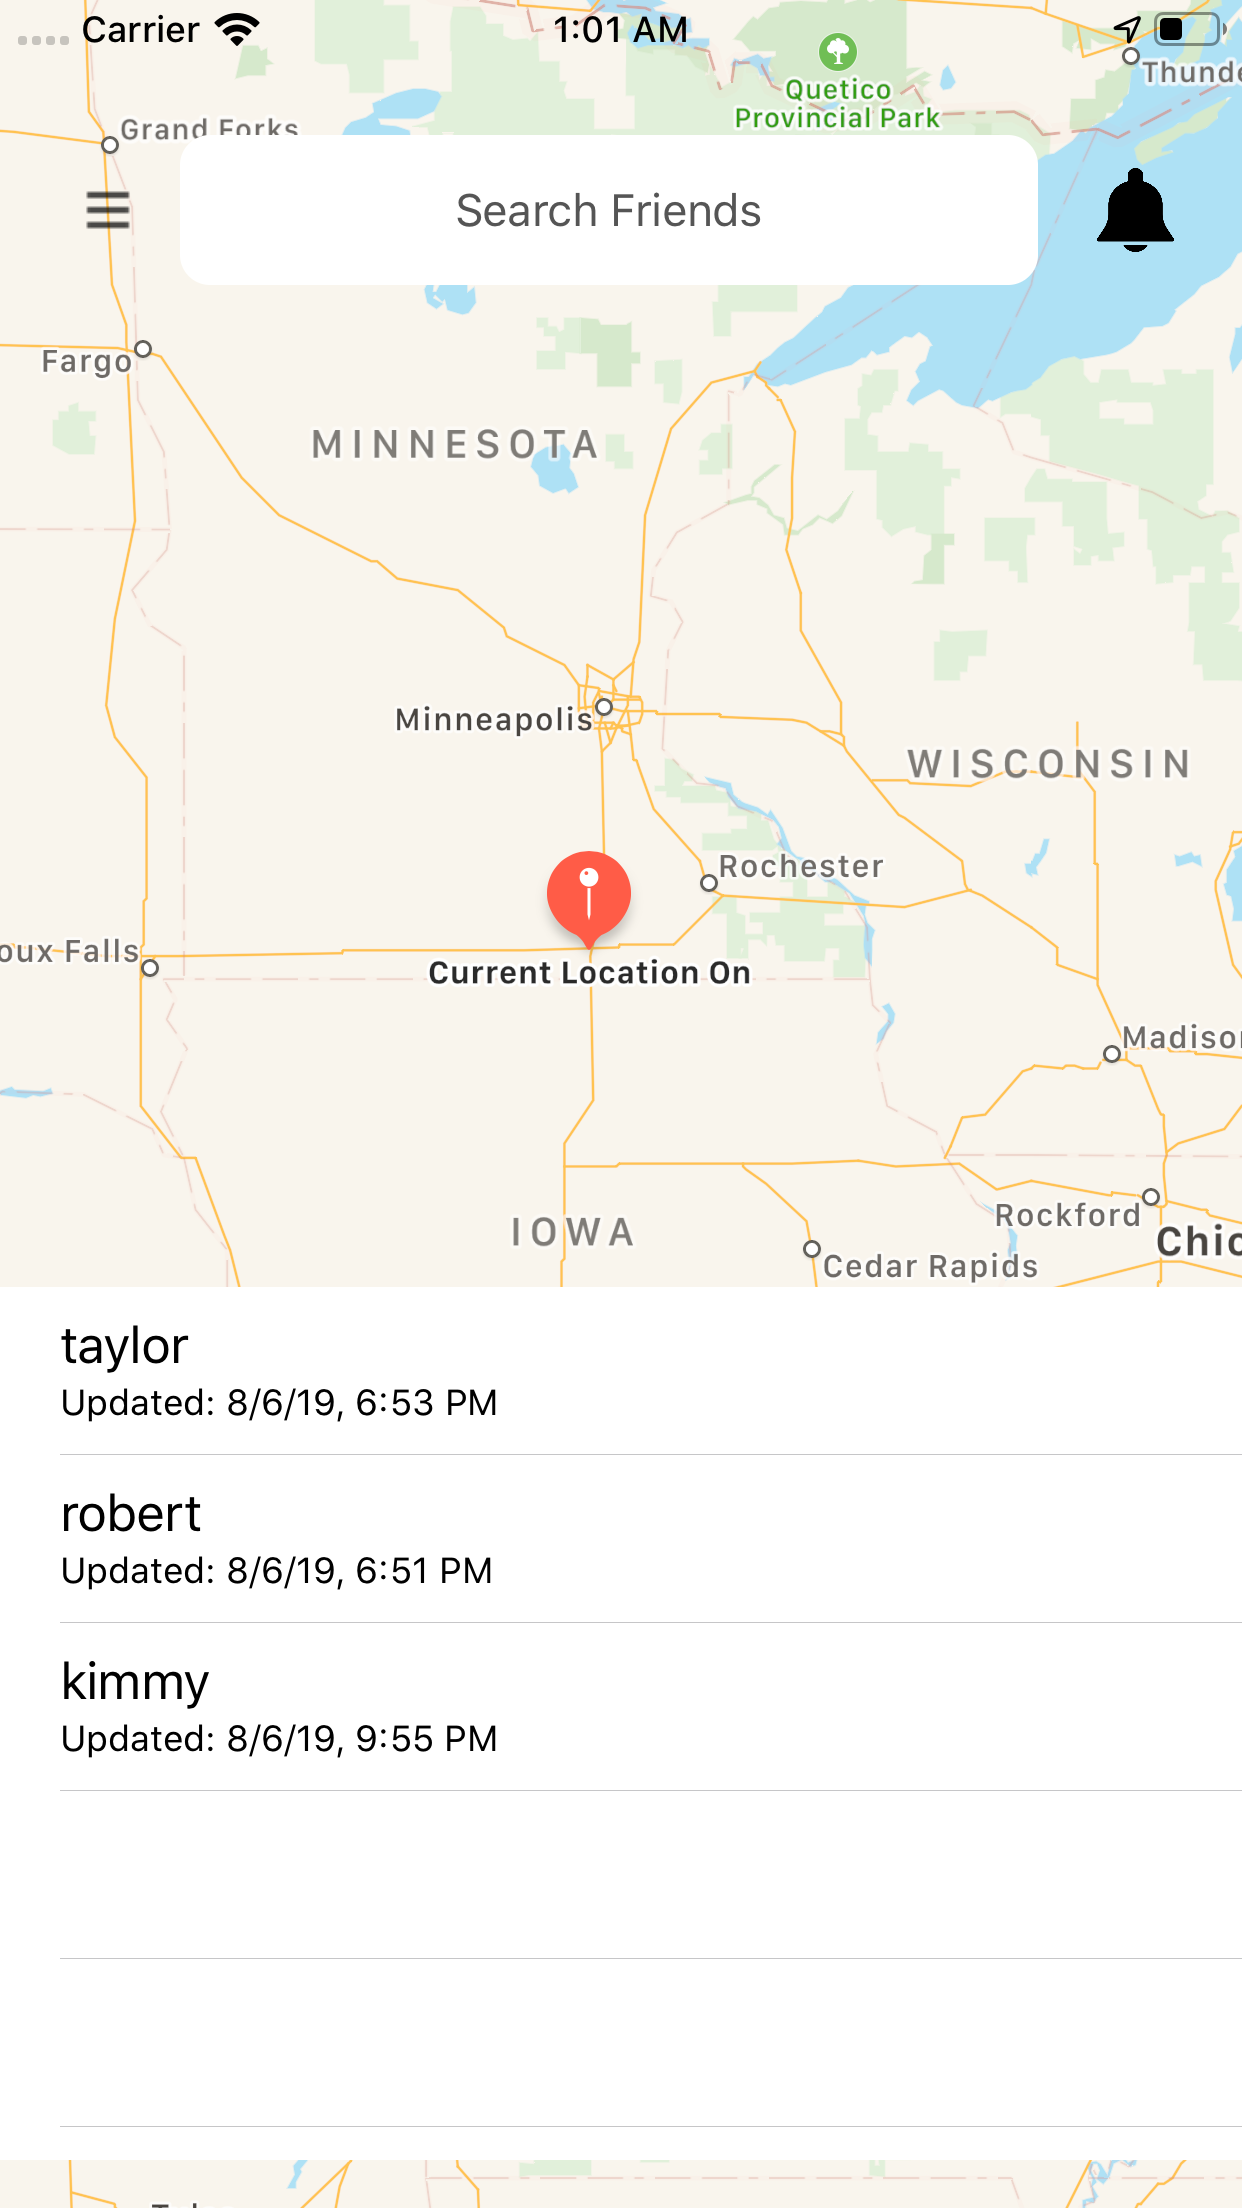 Carrier
1:01 AM
Quetico
Provincial Park
Grand Forks
Search Friends
Fargo
MINNESOTA
Minneapolis
WISCONSIN
Rochester
oux Falls
Current Location On
Madison
IOWA
Rockford
Chic
Cedar Rapids
taylor
Updated: 8/6/19, 6:53 PM
robert
Updated: 8/6/19, 6:51 PM
kimmy
Updated: 8/6/19, 9:55 PM